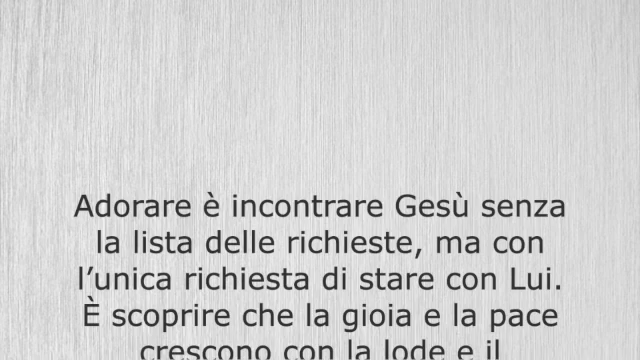 Adorare è incontrare Gesù senza
la lista delle richieste, ma con
l’unica richiesta di stare con Lui.
È scoprire che la gioia e la pace
crescono con la lode e il